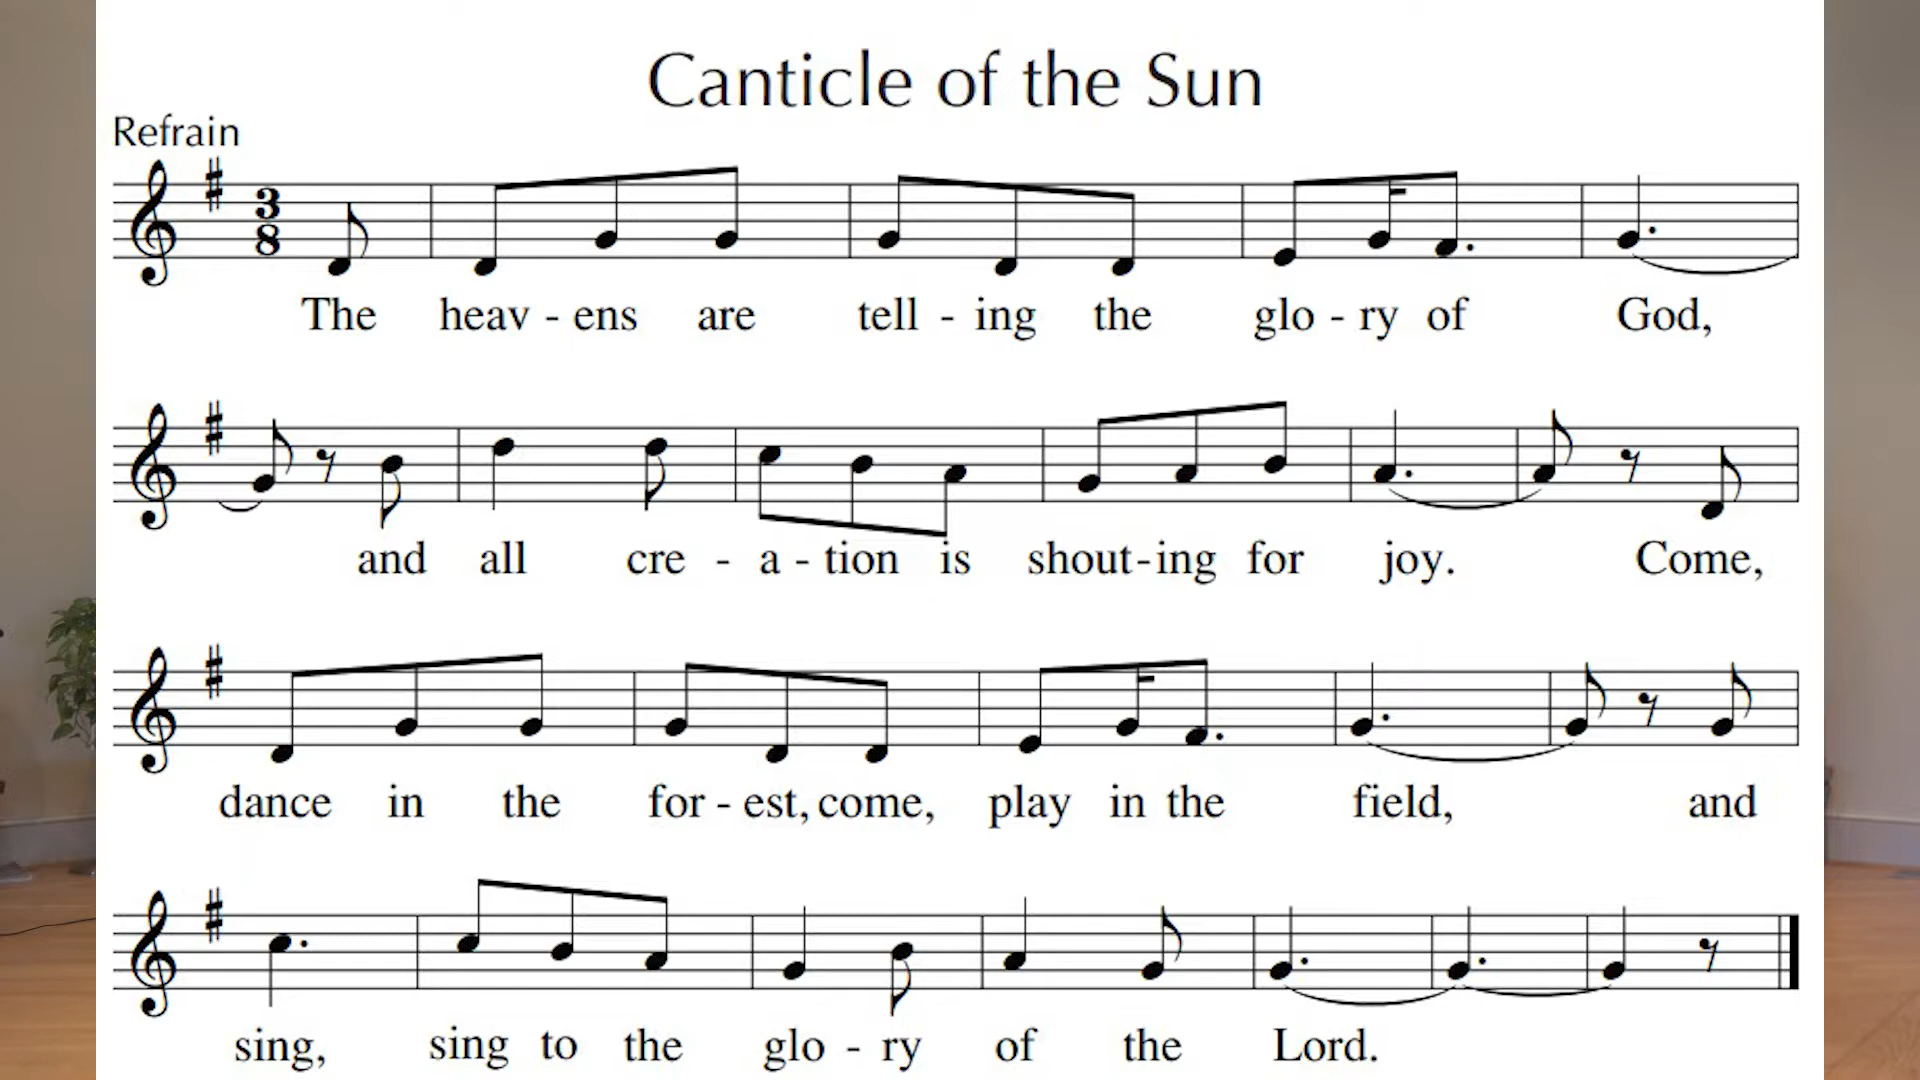 Canticle of the Sun
Refrain
3
8
The heav - ens are tell - ing the glo - ry of God,
and all cre - a - tion is shout - ing for joy. Come,
dance in the for - est, come, play in the field, and
sing, sing to the glo - ry of the Lord.